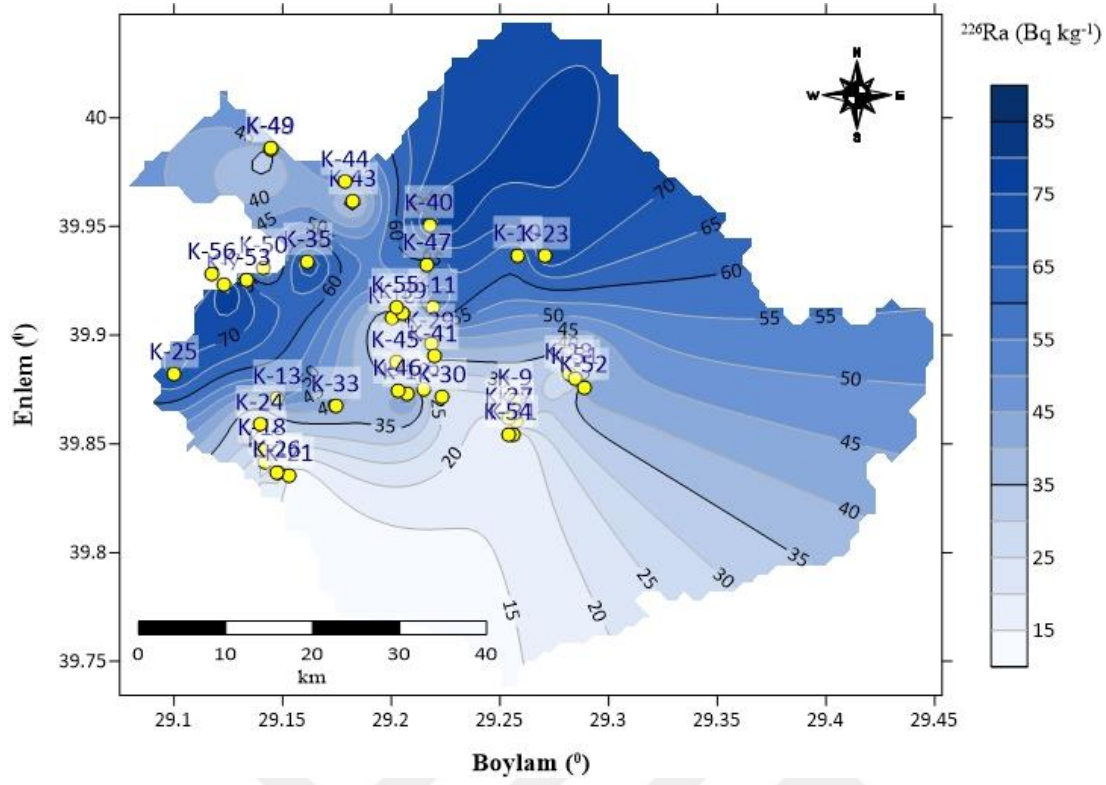 ²²⁶Ra (Bq kg⁻¹)
N
W E
S
85
75
65
55
45
35
25
15
40
39.95
39.9
39.85
39.8
39.75
Enlem (⁰)
K-49
K-44
K-43
K-40
K-47
K-23
K-50
K-35
K-56
K-53
K-55
K-11
K-41
K-45
K-46
K-30
K-25
K-13
K-33
K-24
K-18
K-26
K-21
K-9
K-27
K-54
K-52
40
45
60
70
65
60
55
55
50
45
50
45
40
35
30
25
20
15
20
35
60
70
0 10 20 30 40
km
29.1 29.15 29.2 29.25 29.3 29.35 29.4 29.45
Boylam (⁰)